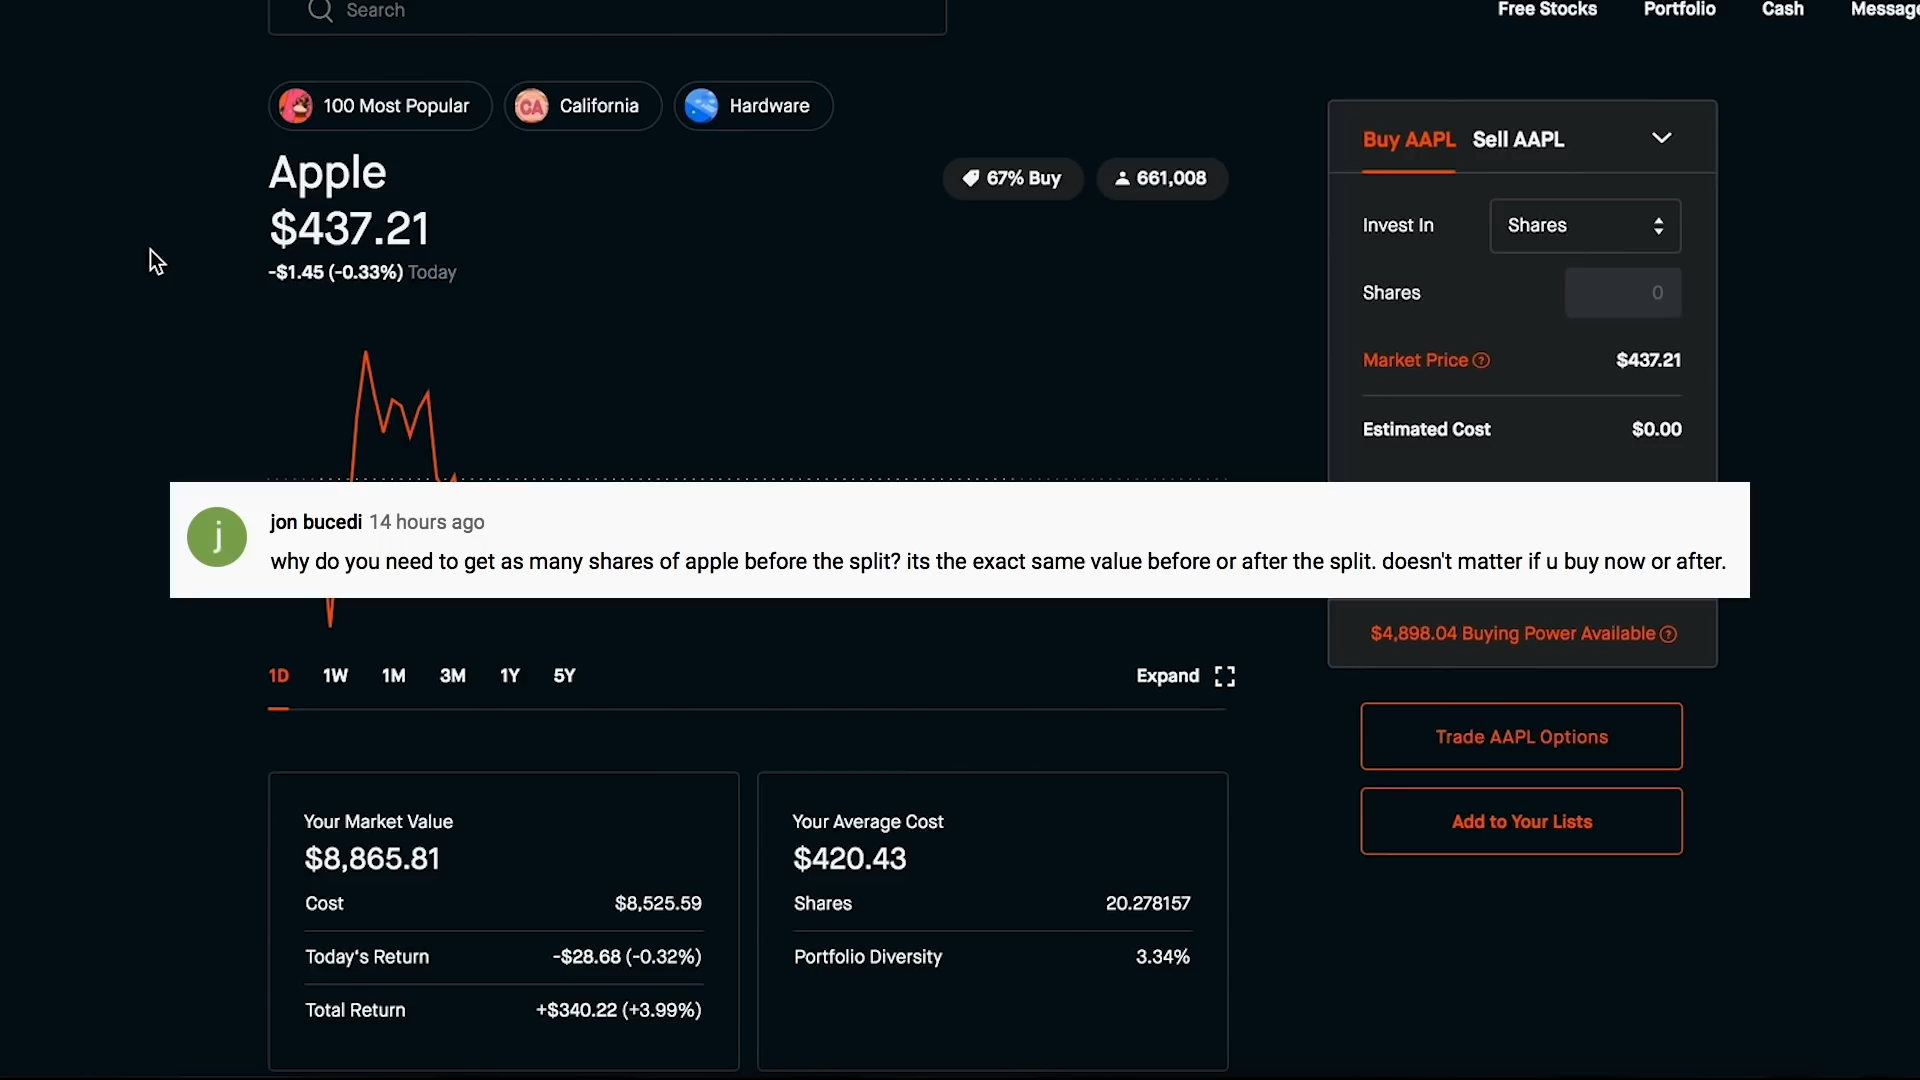 Search
Free Stocks Portfolio Cash Message
100 Most Popular
CA California
Hardware
Apple
$437.21
-$1.45 (-0.33%) Today
67% Buy
661,008
Buy AAPL Sell AAPL
Invest In Shares
Shares 0
Market Price ? $437.21
Estimated Cost $0.00
j
jon bucedi 14 hours ago
why do you need to get as many shares of apple before the split? its the exact same value before or after the split. doesn't matter if u buy now or after.
$4,898.04 Buying Power Available ?
1D 1W 1M 3M 1Y 5Y Expand
Trade AAPL Options
Add to Your Lists
Your Market Value
$8,865.81
Cost $8,525.59
Today's Return -$28.68 (-0.32%)
Total Return +$340.22 (+3.99%)
Your Average Cost
$420.43
Shares 20.278157
Portfolio Diversity 3.34%